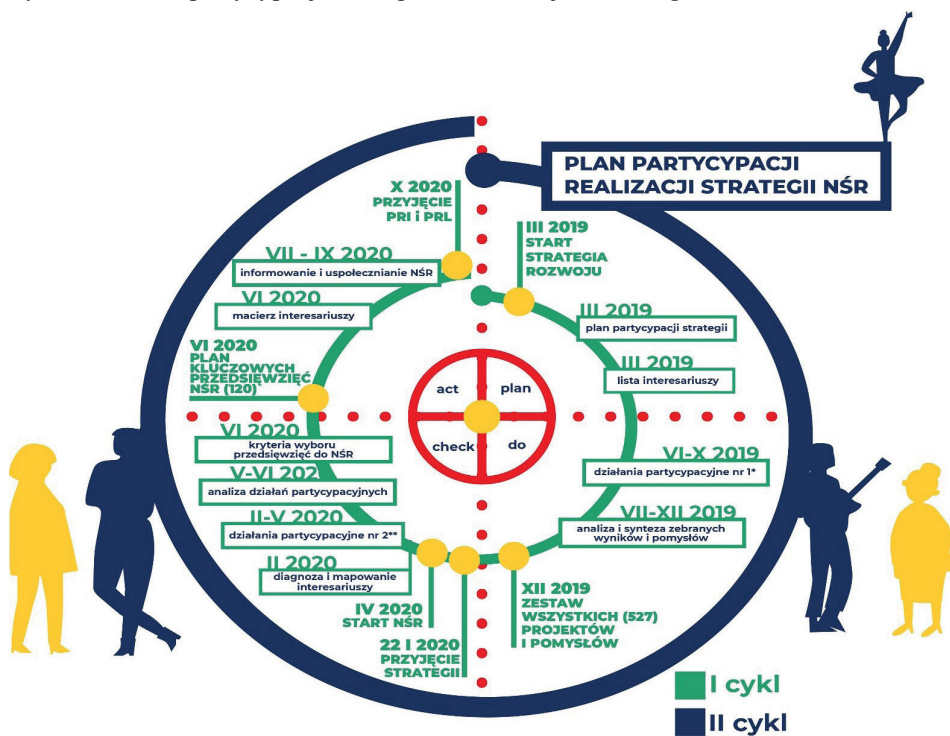 PLAN PARTYCYPACJI
REALIZACJI STRATEGII NŚR
III 2019
START
STRATEGIA
ROZWOJU
III 2019
plan partycypacji strategii
III 2019
lista interesariuszy
VI-X 2019
działania partycypacyjne nr 1*
VII-XII 2019
analiza i synteza zebranych
wyników i pomysłów
XII 2019
ZESTAW
WSZYSTKICH (527)
PROJEKTÓW
I POMYSŁÓW
22 I 2020
PRZYJĘCIE
STRATEGII
IV 2020
START NŚR
II 2020
diagnoza i mapowanie
interesariuszy
II-V 2020
działania partycypacyjne nr 2**
V-VI 202
analiza działań partycypacyjnych
VI 2020
kryteria wyboru
przedsięwzięć do NŚR
VI 2020
PLAN
KLUCZOWYCH
PRZEDSIĘWZIĘĆ
NŚR (120)
VI 2020
macierz interesariuszy
VII - IX 2020
informowanie i uspołecznianie NŚR
X 2020
PRZYJĘCIE
PRI i PRL
act
plan
check
do
I cykl
II cykl